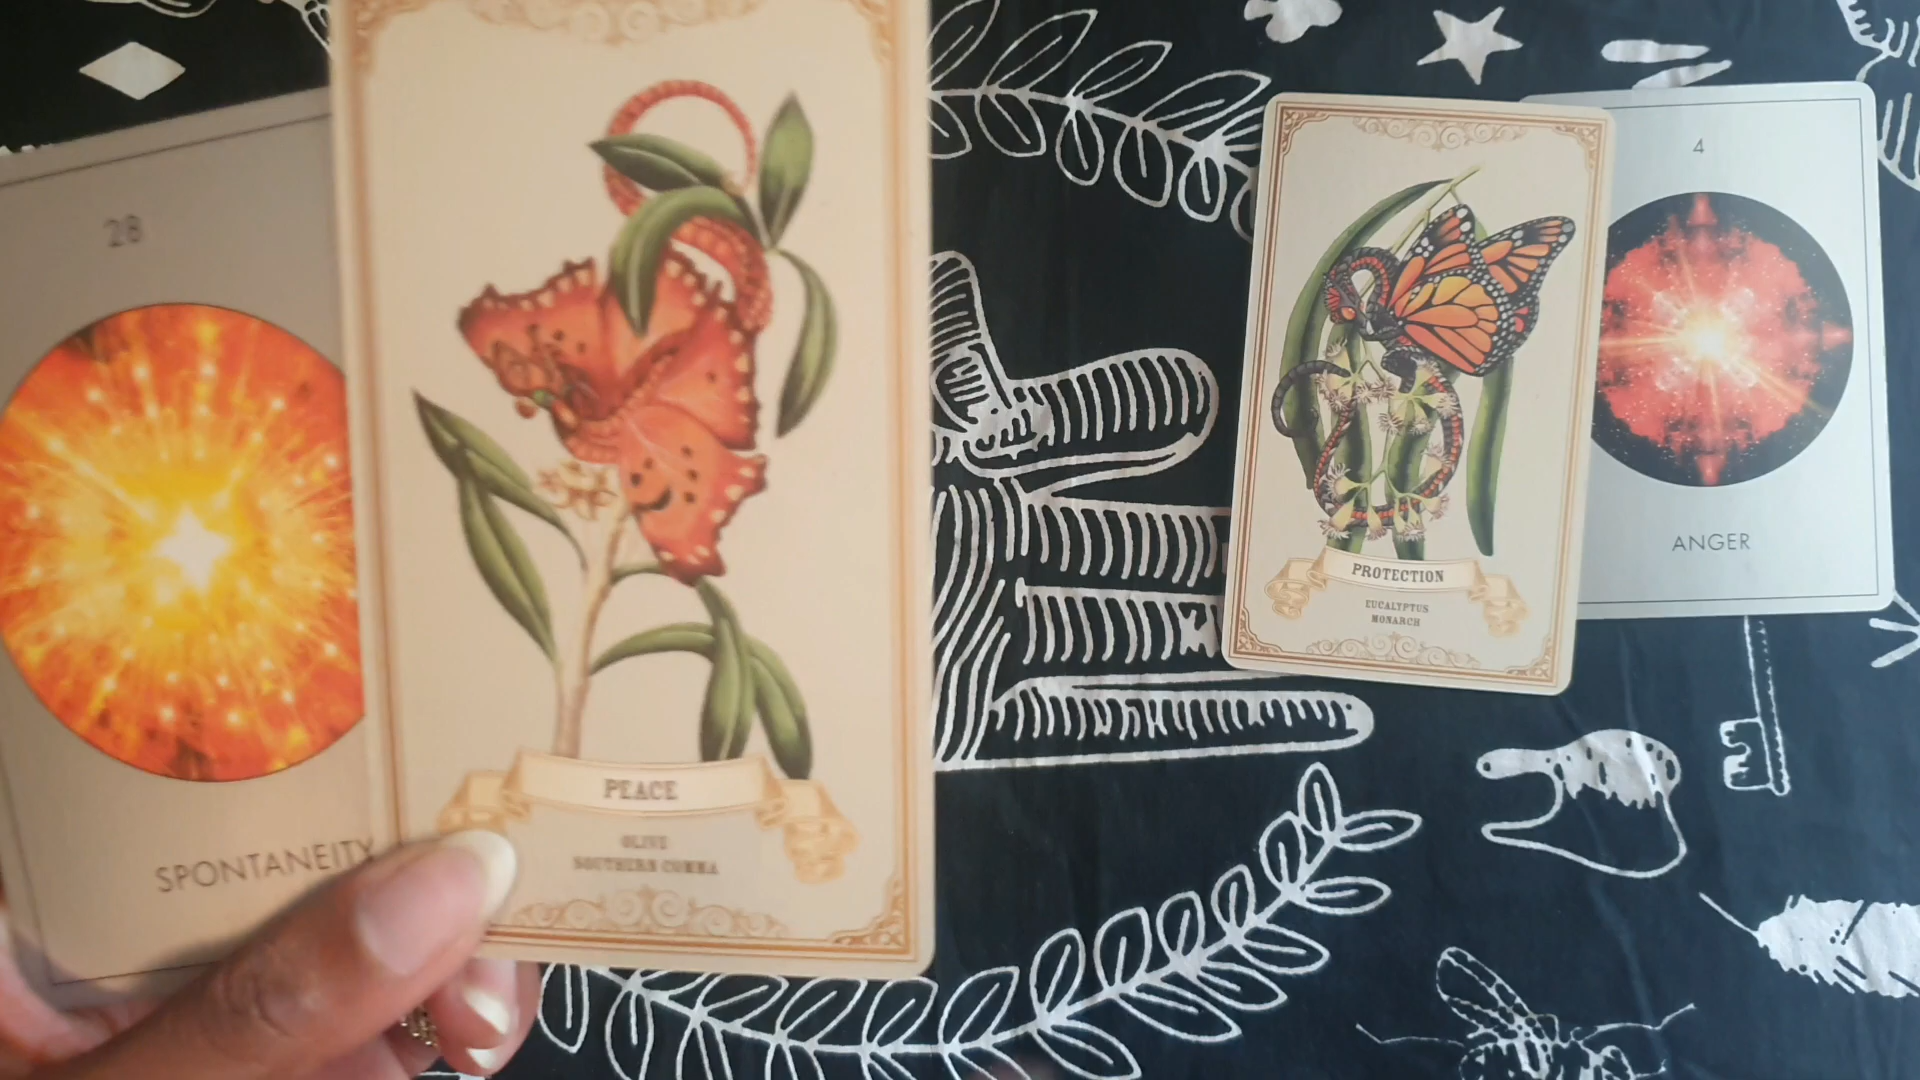 28
SPONTANEITY
PEACE
OLIVE
SOUTHERN COMMA
PROTECTION
EUCALYPTUS
MONARCH
4
ANGER